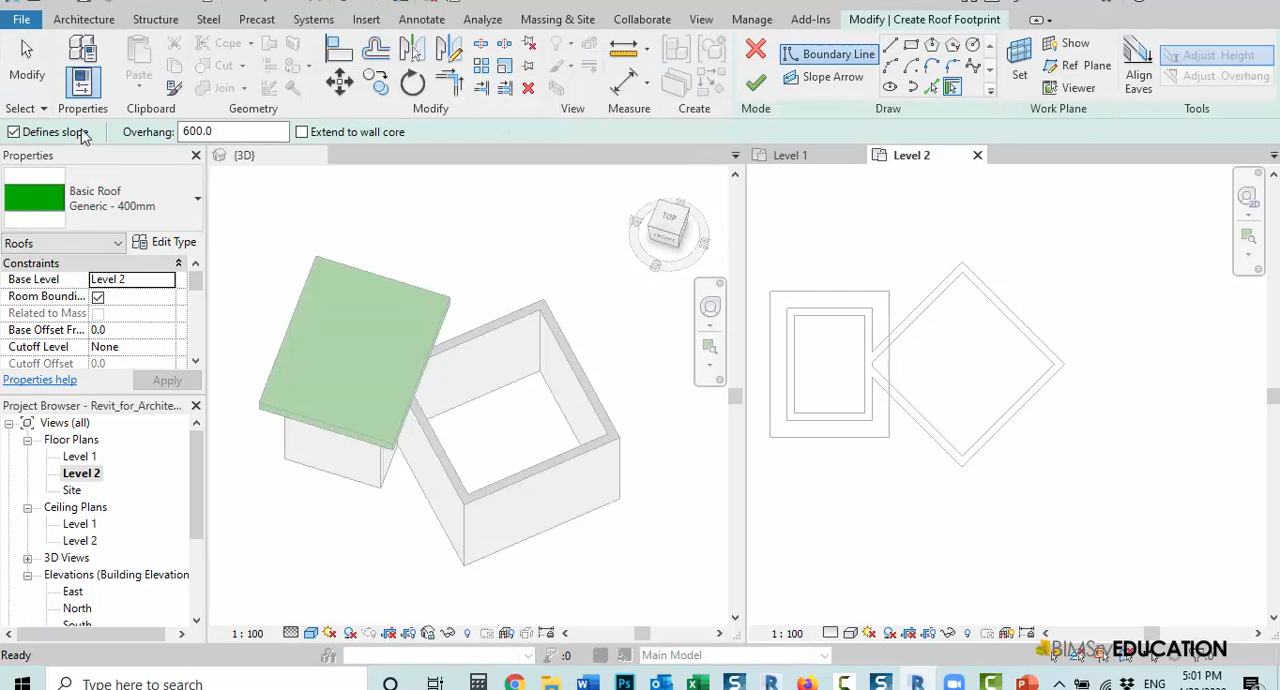 File Architecture Structure Steel Precast Systems Insert Annotate Analyze Massing & Site Collaborate View Manage Add-Ins Modify | Create Roof Footprint
Modify Paste Cope Cut Join Set Show Ref Plane Viewer Align Eaves Boundary Line Slope Arrow Adjust Height Adjust Overhang
Select Properties Clipboard Geometry Modify View Measure Create Mode Draw Work Plane Tools
Defines slope Overhang: 600.0 Extend to wall core
Properties {3D} Level 1 Level 2
Basic Roof
Generic - 400mm
Roofs Edit Type
Constraints
Base Level Level 2
Room Boundi...
Related to Mass
Base Offset Fr... 0.0
Cutoff Level None
Cutoff Offset 0.0
Properties help Apply
TOP
Project Browser - Revit_for_Archite...
Views (all)
Floor Plans
Level 1
Level 2
Site
Ceiling Plans
Level 1
Level 2
3D Views
Elevations (Building Elevation
East
North
South
1 : 100 1 : 100
Ready :0 Main Model
BIMSTEDUCATION
Type here to search ENG 5:01 PM